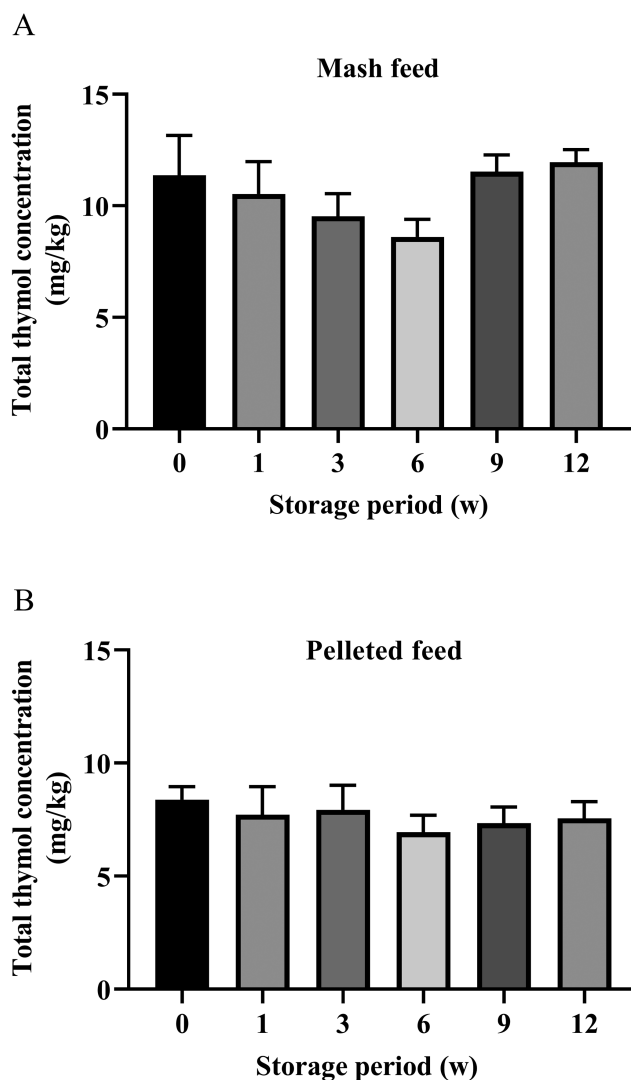 A
Mash feed
Total thymol concentration
(mg/kg)
15
10
5
0
0 1 3 6 9 12
Storage period (w)
B
Pelleted feed
Total thymol concentration
(mg/kg)
15
10
5
0
0 1 3 6 9 12
Storage period (w)